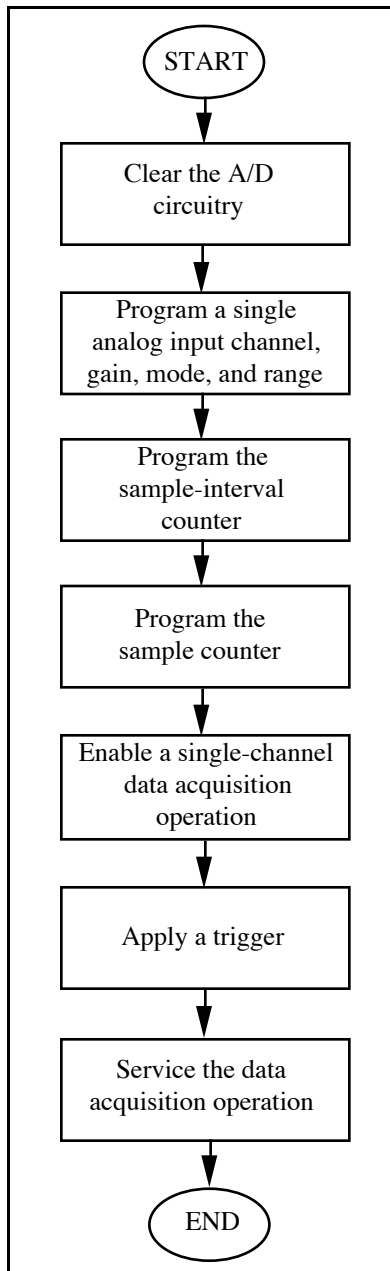 START
Clear the A/D
circuitry
Program a single
analog input channel,
gain, mode, and range
Program the
sample-interval
counter
Program the
sample counter
Enable a single-channel
data acquisition
operation
Apply a trigger
Service the data
acquisition operation
END